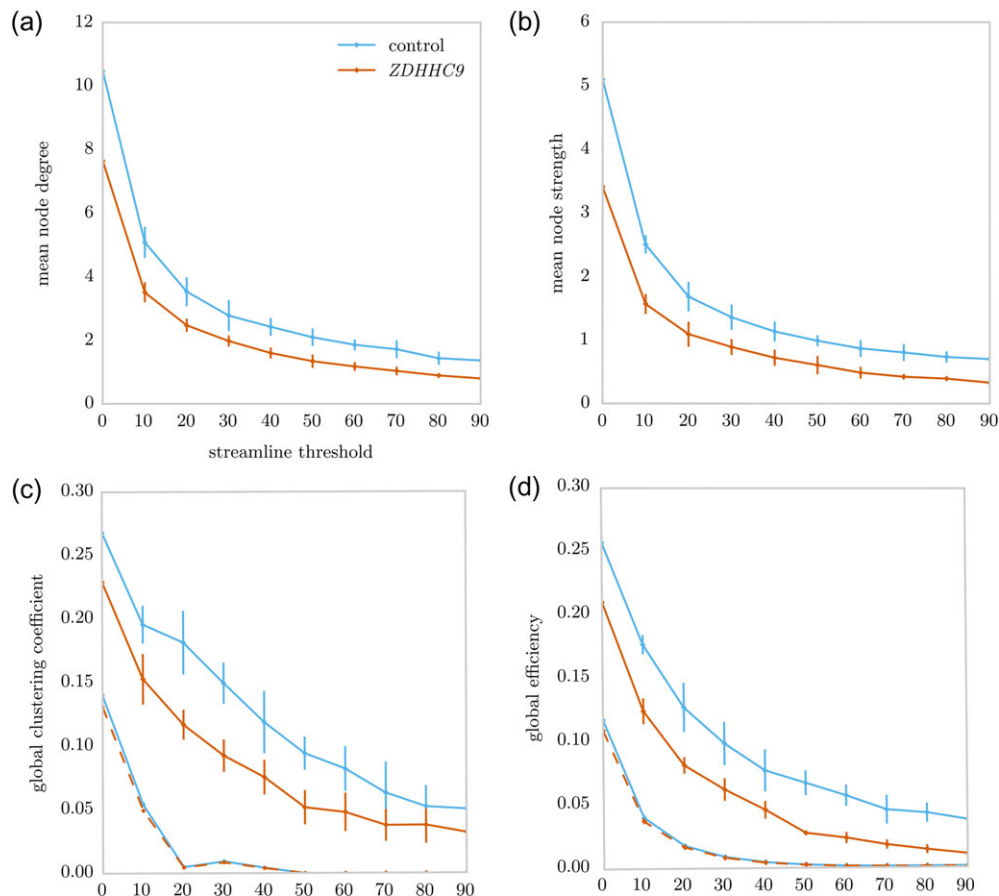 (a)
12
10
8
6
4
2
0
mean node degree
control
ZDHHC9
0 10 20 30 40 50 60 70 80 90
streamline threshold
(b)
6
5
4
3
2
1
0
mean node strength
0 10 20 30 40 50 60 70 80 90
(c)
0.30
0.25
0.20
0.15
0.10
0.05
0.00
global clustering coefficient
0 10 20 30 40 50 60 70 80 90
(d)
0.30
0.25
0.20
0.15
0.10
0.05
0.00
global efficiency
0 10 20 30 40 50 60 70 80 90